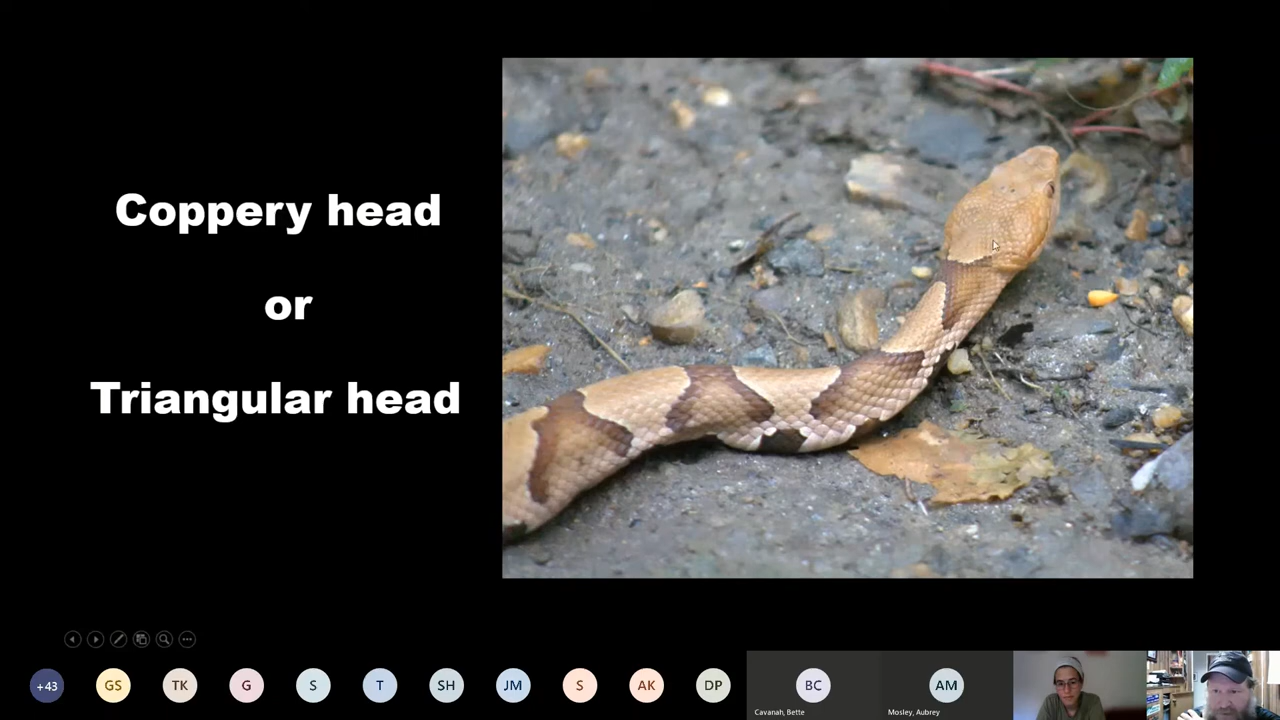 Coppery head
or
Triangular head
+43
GS
TK
G
S
T
SH
JM
S
AK
DP
BC
Cavanah, Bette
AM
Mosley, Aubrey